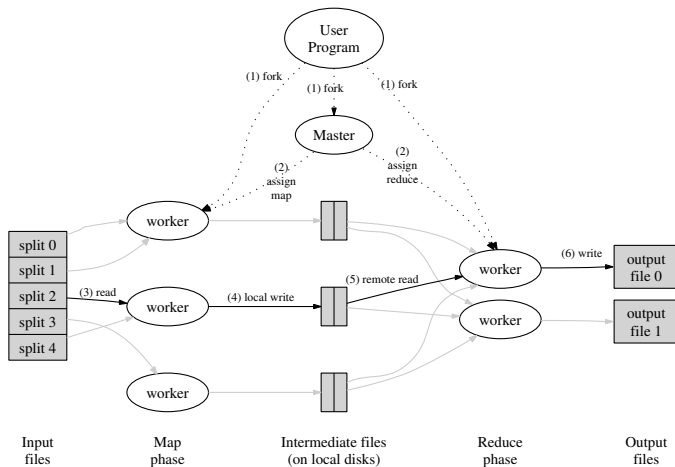 User
Program
(1) fork
(1) fork
(1) fork
Master
(2)
assign
map
(2)
assign
reduce
worker
split 0
split 1
split 2
split 3
split 4
(3) read
worker
(4) local write
(5) remote read
worker
(6) write
output
file 0
worker
output
file 1
worker
Input
files
Map
phase
Intermediate files
(on local disks)
Reduce
phase
Output
files